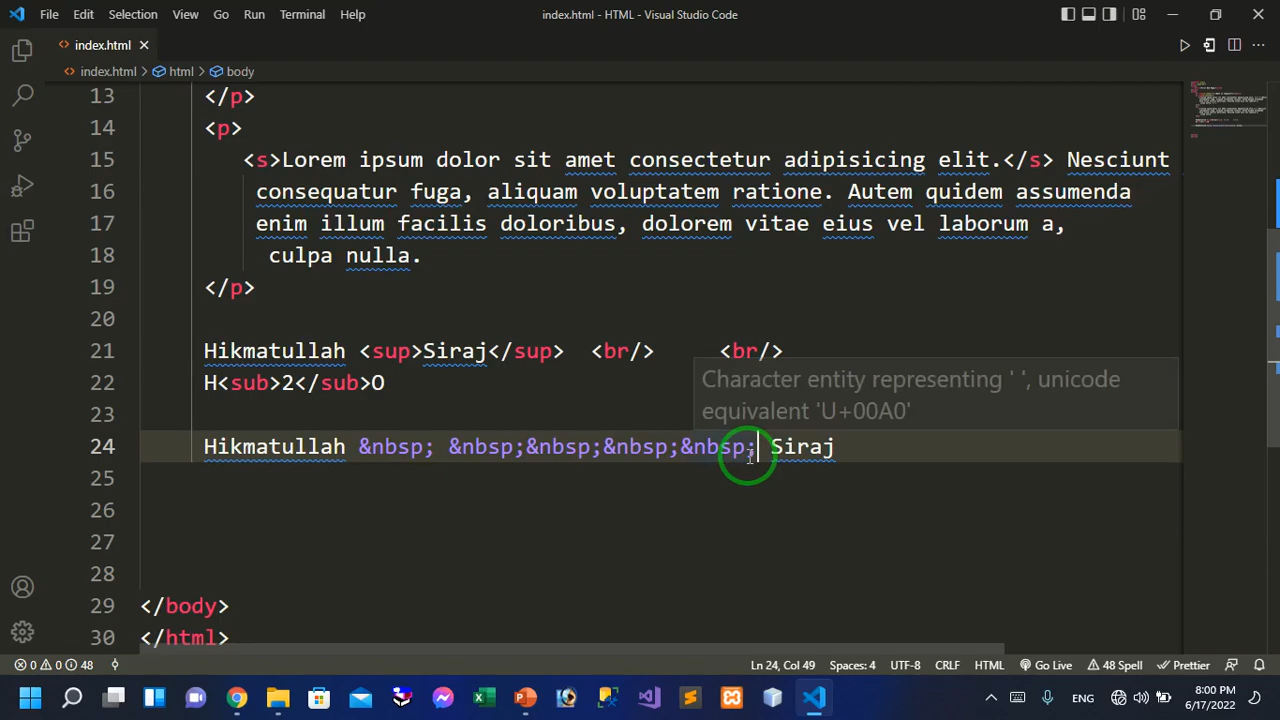 File Edit Selection View Go Run Terminal Help index.html - HTML - Visual Studio Code
index.html
index.html html body
13 </p>
14 <p>
15 <s>Lorem ipsum dolor sit amet consectetur adipisicing elit.</s> Nesciunt
16 consequatur fuga, aliquam voluptatem ratione. Autem quidem assumenda
17 enim illum facilis doloribus, dolorem vitae eius vel laborum a,
18 culpa nulla.
19 </p>
20
21 Hikmatullah <sup>Siraj</sup> <br/> <br/>
22 H<sub>2</sub>O
Character entity representing ' ', unicode
equivalent 'U+00A0'
23
24 Hikmatullah &nbsp; &nbsp;&nbsp;&nbsp;&nbsp; Siraj
25
26
27
28
29 </body>
30 </html>
0 0 48 Ln 24, Col 49 Spaces: 4 UTF-8 CRLF HTML Go Live 48 Spell Prettier
ENG 8:00 PM
6/17/2022